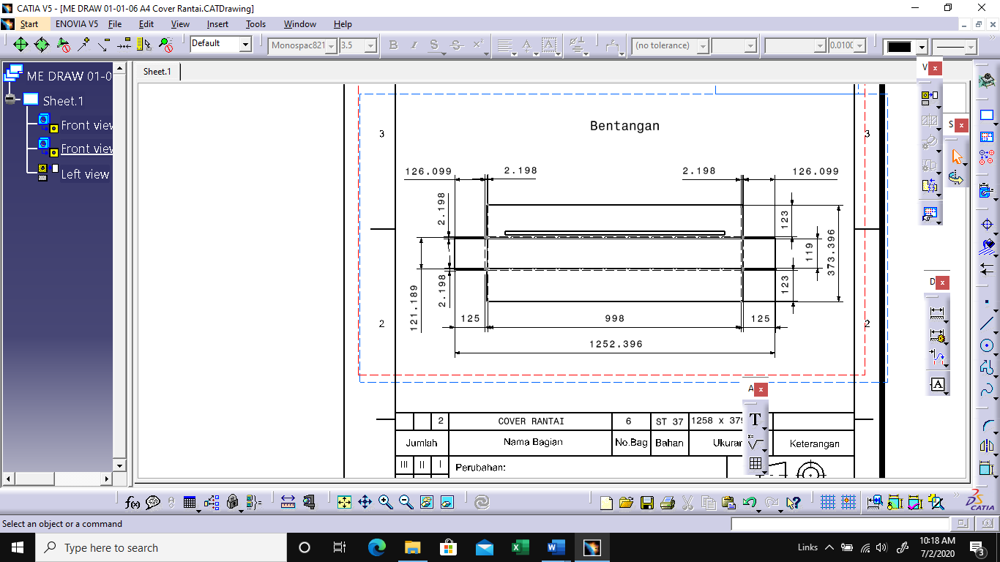 CATIA V5 - [ME DRAW 01-01-06 A4 Cover Rantai.CATDrawing]
Start ENOVIA V5 File Edit View Insert Tools Window Help
Default Monospac821 3.5 B I S S (no tolerance) 0.0100
ME DRAW 01-0
Sheet.1
Front view
Front view
Left view
Sheet.1
V x
S x
D x
A x
3 Bentangan 3
126.099 2.198 2.198 126.099
2.198 123
119 373.396
121.189 2.198 123
2 125 998 125 2
1252.396
2 COVER RANTAI 6 ST 37 1258 x 379
Jumlah Nama Bagian No.Bag Bahan Ukuran Keterangan
III II I Perubahan:
CATIA
Select an object or a command
Type here to search
Links
10:18 AM
7/2/2020
3